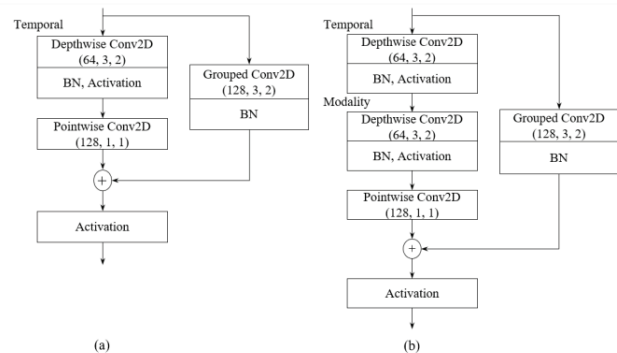 Temporal
Depthwise Conv2D
(64, 3, 2)
BN, Activation
Grouped Conv2D
(128, 3, 2)
BN
Pointwise Conv2D
(128, 1, 1)
+
Activation
(a)
Temporal
Depthwise Conv2D
(64, 3, 2)
BN, Activation
Modality
Depthwise Conv2D
(64, 3, 2)
BN, Activation
Grouped Conv2D
(128, 3, 2)
BN
Pointwise Conv2D
(128, 1, 1)
+
Activation
(b)